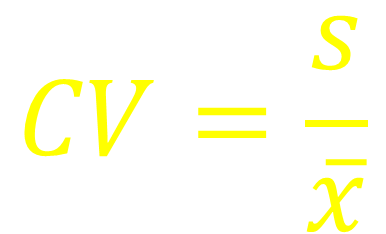 CV = s / x̄